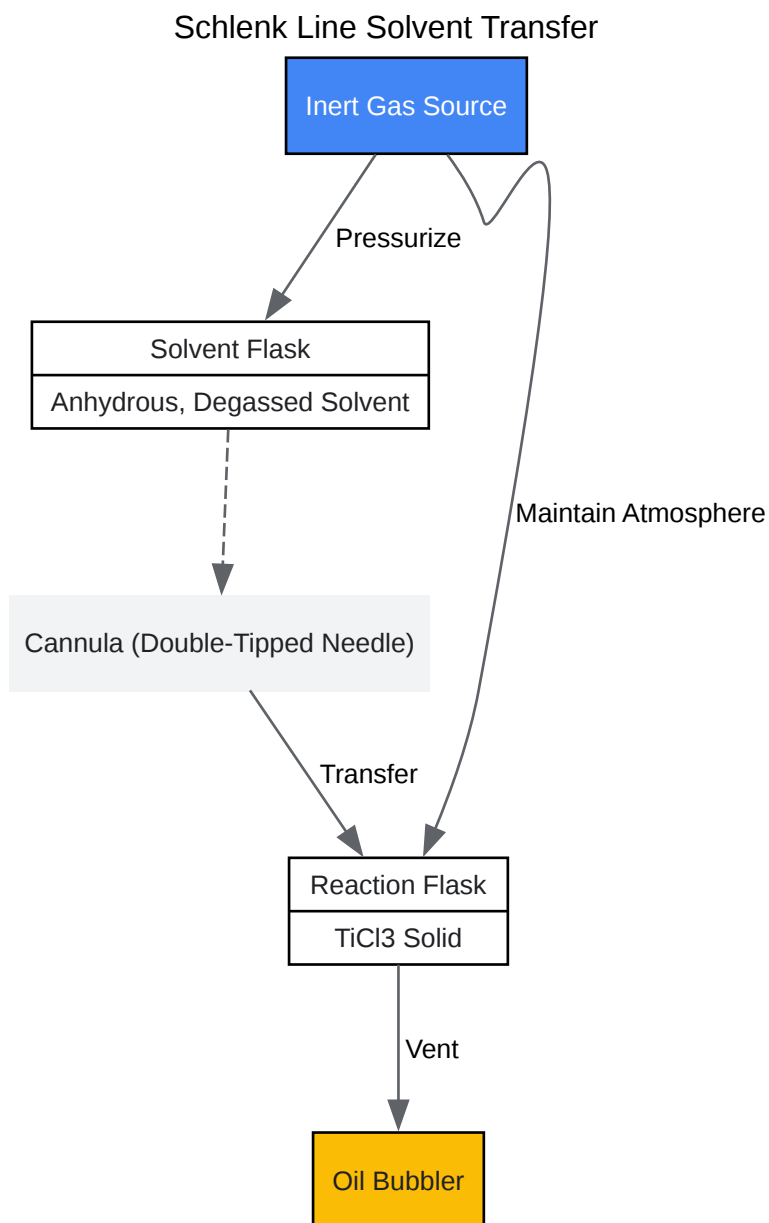 Schlenk Line Solvent Transfer
Inert Gas Source
Pressurize
Solvent Flask
Anhydrous, Degassed Solvent
Maintain Atmosphere
Cannula (Double-Tipped Needle)
Transfer
Reaction Flask
TiCl3 Solid
Vent
Oil Bubbler